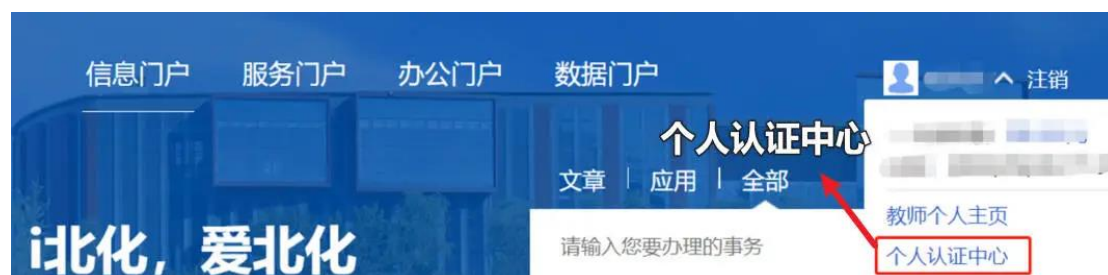 信息门户 服务门户 办公门户 数据门户 注销
个人认证中心
文章 | 应用 | 全部
教师个人主页
i北化，爱北化 请输入您要办理的事务 个人认证中心